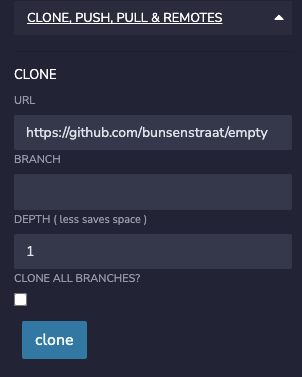 CLONE, PUSH, PULL & REMOTES
CLONE
URL
https://github.com/bunsenstraat/empty
BRANCH
DEPTH ( less saves space )
1
CLONE ALL BRANCHES?
clone